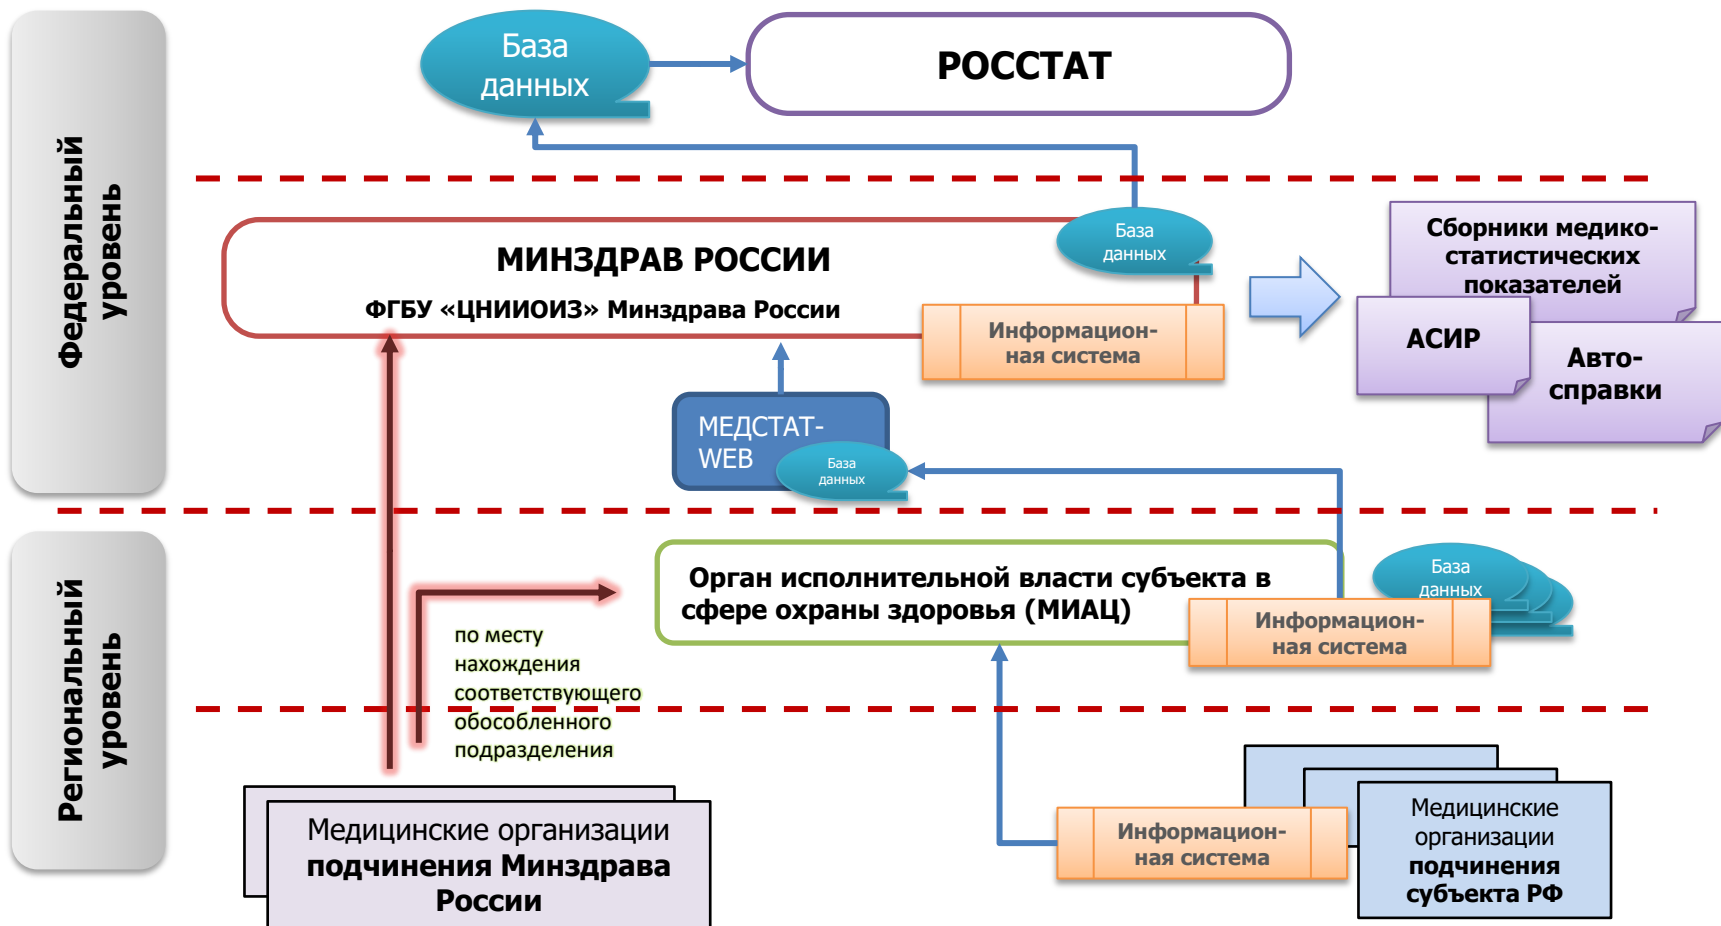 Федеральный
уровень
База
данных
РОССТАТ
МИНЗДРАВ РОССИИ
ФГБУ «ЦНИИОИЗ» Минздрава России
База
данных
Информацион-
ная система
Сборники медико-
статистических
показателей
АСИР
Авто-
справки
МЕДСТАТ-
WEB
База
данных
Региональный
уровень
Орган исполнительной власти субъекта в
сфере охраны здоровья (МИАЦ)
База
данных
Информацион-
ная система
по месту
нахождения
соответствующего
обособленного
подразделения
Медицинские организации
подчинения Минздрава
России
Информацион-
ная система
Медицинские
организации
подчинения
субъекта РФ